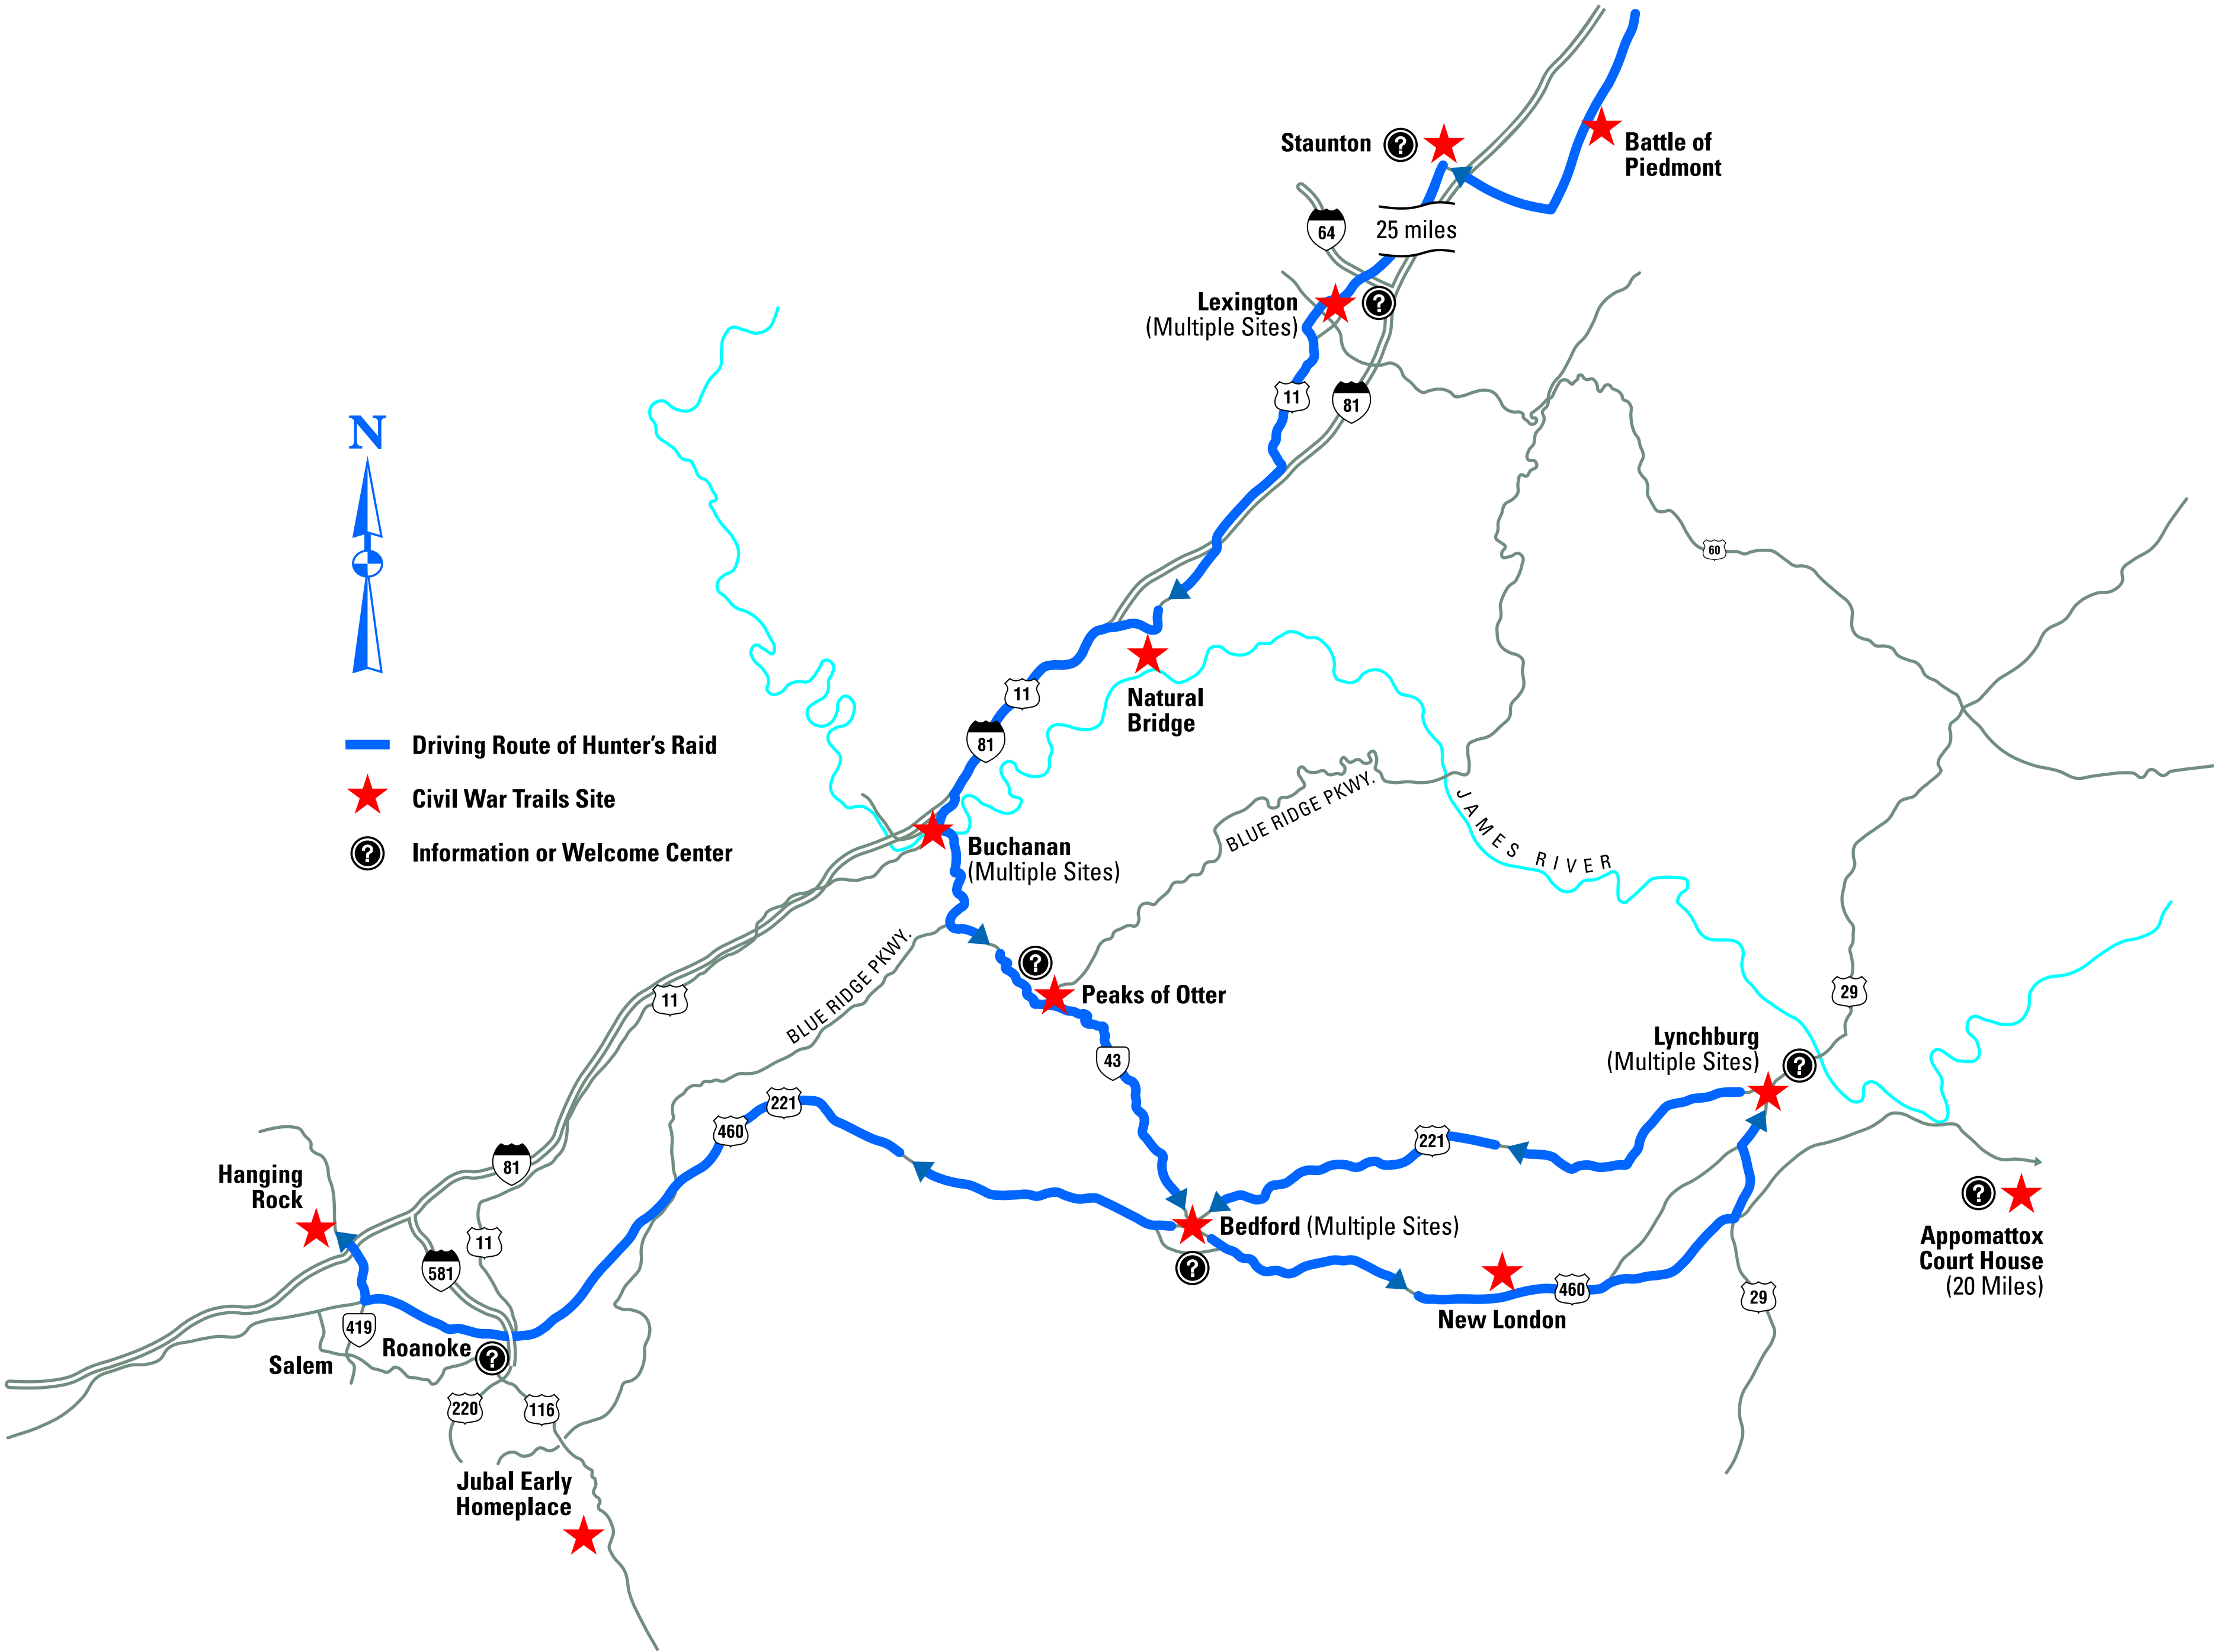 Staunton
?
Battle of
Piedmont
64
25 miles
Lexington
(Multiple Sites)
?
11
81
N
60
11
Natural
Bridge
81
Driving Route of Hunter's Raid
Civil War Trails Site
?
Information or Welcome Center
BLUE RIDGE PKWY.
JAMES RIVER
Buchanan
(Multiple Sites)
BLUE RIDGE PKWY.
?
Peaks of Otter
11
29
43
Lynchburg
(Multiple Sites)
?
221
460
221
81
Hanging
Rock
?
Appomattox
Court House
(20 Miles)
Bedford (Multiple Sites)
?
11
581
460
New London
29
419
Roanoke
?
Salem
220
116
Jubal Early
Homeplace